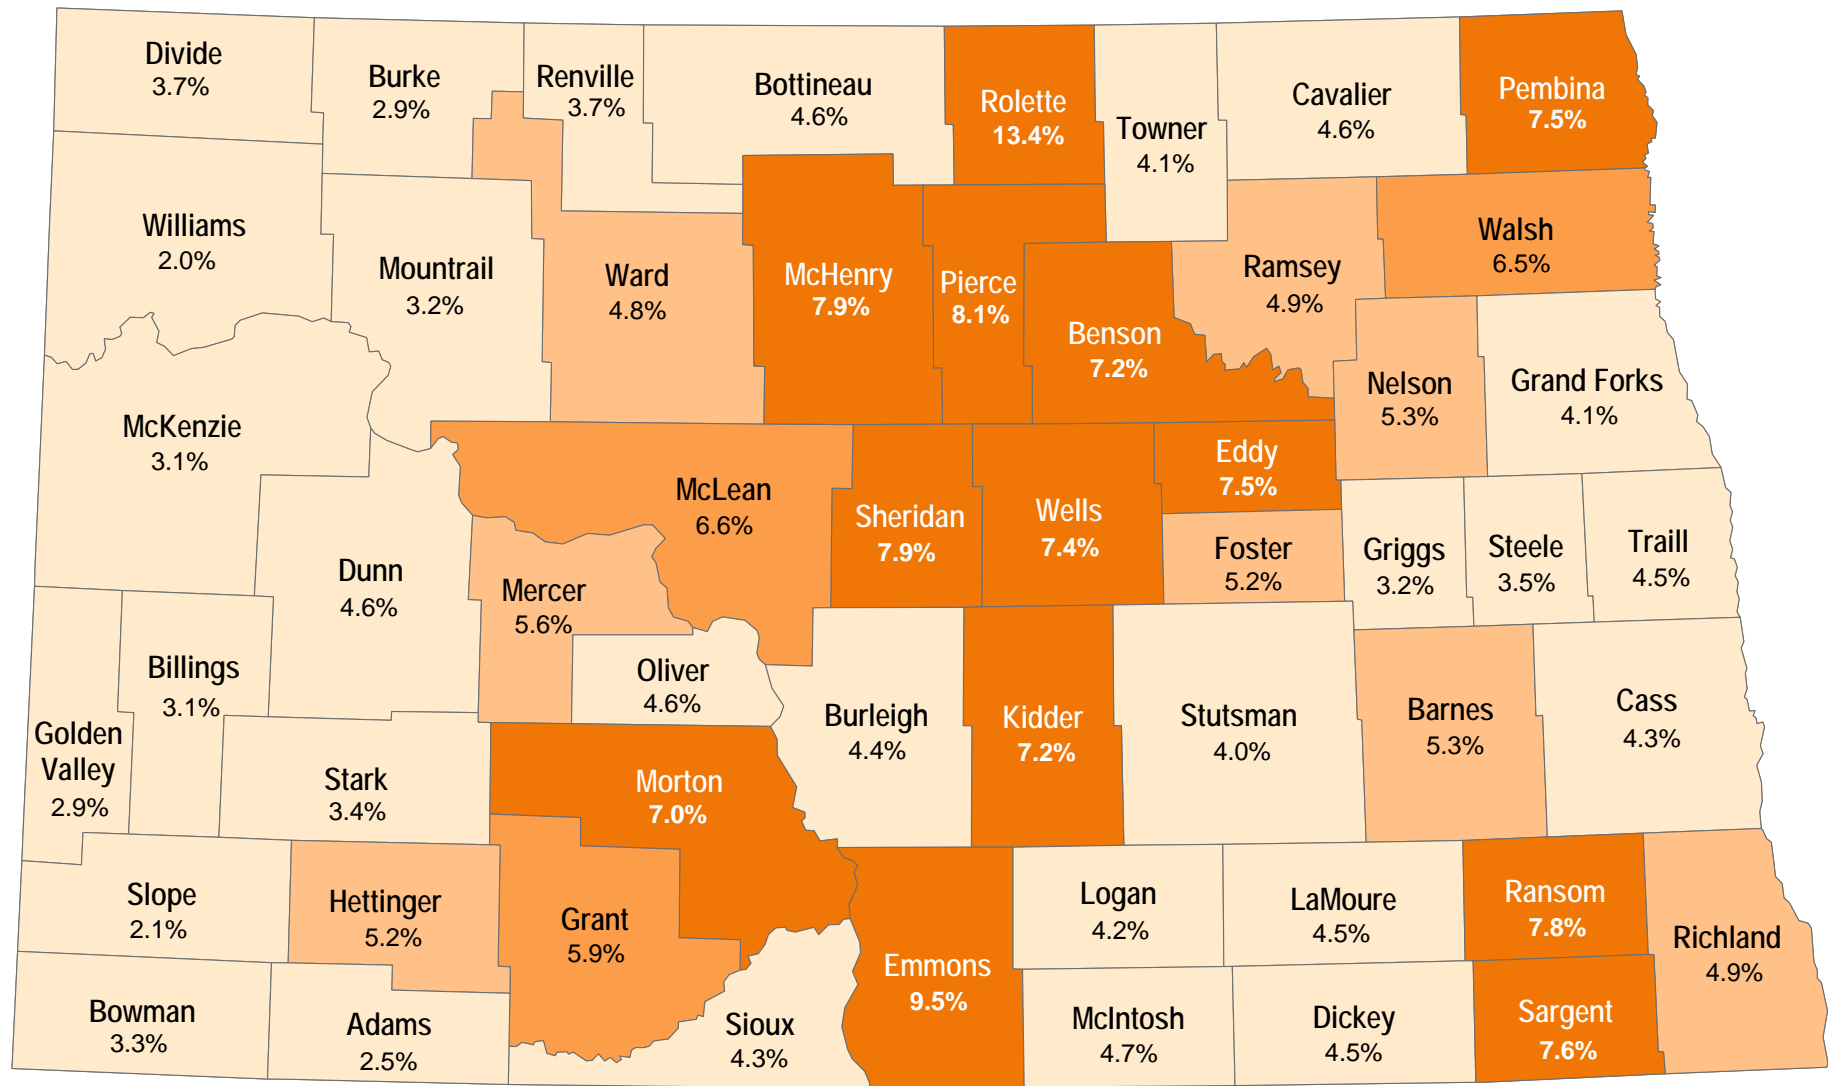 Divide
3.7%
Burke
2.9%
Renville
3.7%
Bottineau
4.6%
Rolette
13.4%
Towner
4.1%
Cavalier
4.6%
Pembina
7.5%
Williams
2.0%
Mountrail
3.2%
Ward
4.8%
McHenry
7.9%
Pierce
8.1%
Benson
7.2%
Ramsey
4.9%
Walsh
6.5%
McKenzie
3.1%
Nelson
5.3%
Grand Forks
4.1%
McLean
6.6%
Sheridan
7.9%
Wells
7.4%
Eddy
7.5%
Foster
5.2%
Griggs
3.2%
Steele
3.5%
Traill
4.5%
Dunn
4.6%
Mercer
5.6%
Oliver
4.6%
Golden
Valley
2.9%
Billings
3.1%
Stark
3.4%
Morton
7.0%
Burleigh
4.4%
Kidder
7.2%
Stutsman
4.0%
Barnes
5.3%
Cass
4.3%
Slope
2.1%
Hettinger
5.2%
Grant
5.9%
Emmons
9.5%
Logan
4.2%
LaMoure
4.5%
Ransom
7.8%
Richland
4.9%
Bowman
3.3%
Adams
2.5%
Sioux
4.3%
McIntosh
4.7%
Dickey
4.5%
Sargent
7.6%